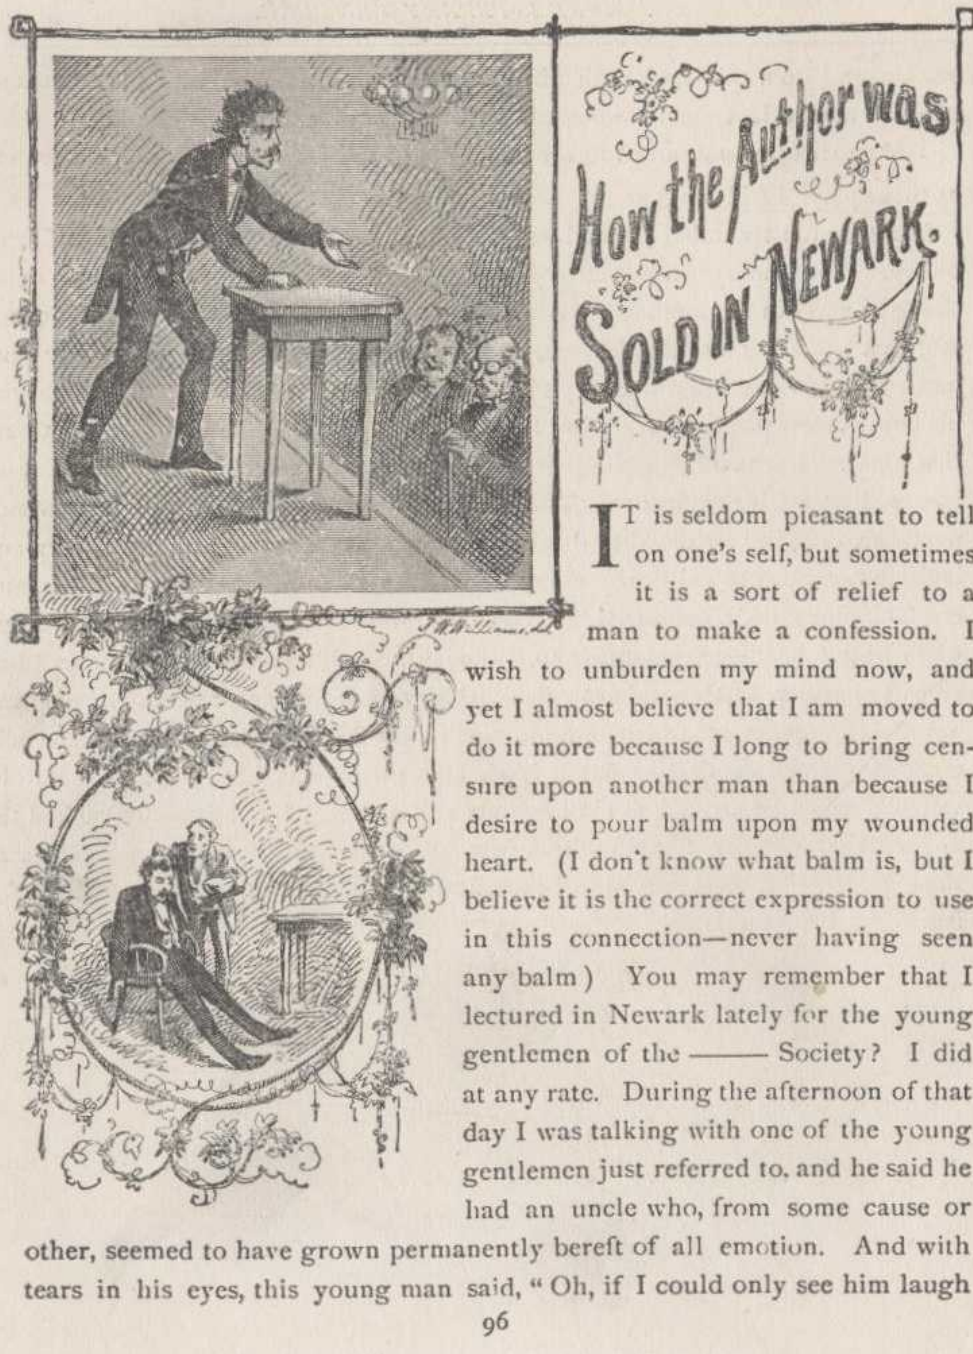 How the Author was
Sold in Newark.
IT is seldom pleasant to tell
on one's self, but sometimes
it is a sort of relief to a
man to make a confession. I
wish to unburden my mind now, and
yet I almost believe that I am moved to
do it more because I long to bring cen-
sure upon another man than because I
desire to pour balm upon my wounded
heart. (I don't know what balm is, but I
believe it is the correct expression to use
in this connection—never having seen
any balm ) You may remember that I
lectured in Newark lately for the young
gentlemen of the —— Society? I did
at any rate. During the afternoon of that
day I was talking with one of the young
gentlemen just referred to, and he said he
had an uncle who, from some cause or
other, seemed to have grown permanently bereft of all emotion. And with
tears in his eyes, this young man said, “ Oh, if I could only see him laugh
96
T.W. Williams, del